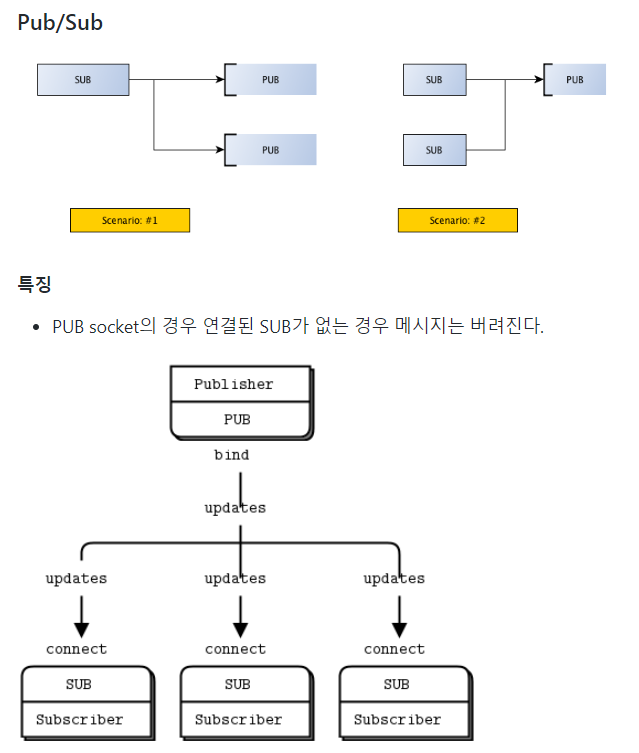 Pub/Sub
SUB PUB SUB PUB
PUB SUB
Scenario: #1 Scenario: #2
특징
• PUB socket의 경우 연결된 SUB가 없는 경우 메시지는 버려진다.
Publisher
PUB
bind
updates
updates updates updates
connect connect connect
SUB SUB SUB
Subscriber Subscriber Subscriber